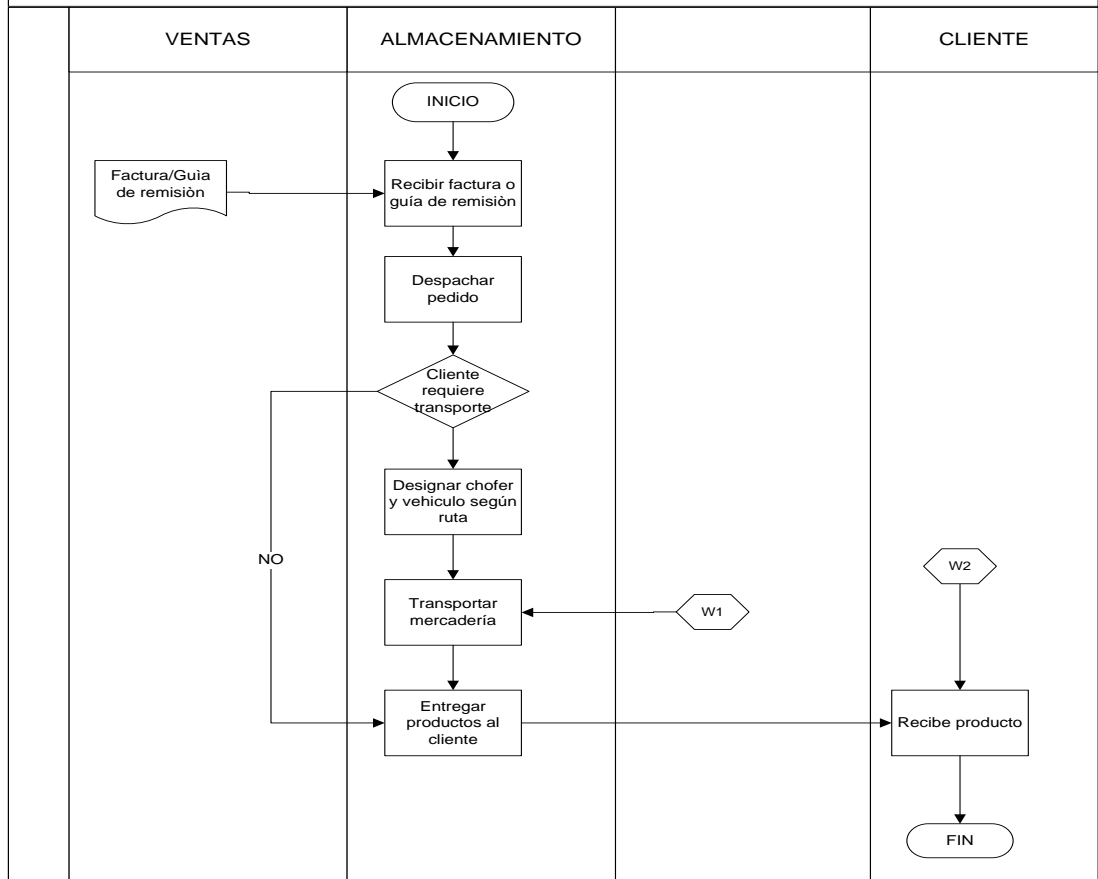 VENTAS
ALMACENAMIENTO
CLIENTE
INICIO
Factura/Guìa
de remisiòn
Recibir factura o
guía de remisiòn
Despachar
pedido
Cliente
requiere
transporte
Designar chofer
y vehiculo según
ruta
NO
W2
Transportar
mercadería
W1
Entregar
productos al
cliente
Recibe producto
FIN